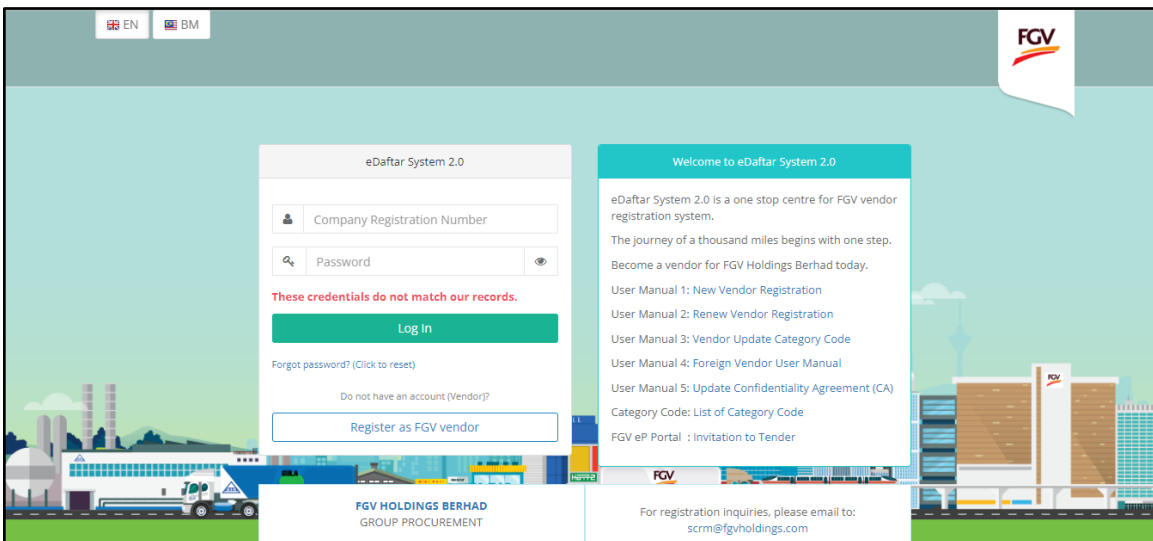 EN
BM
FGV
eDaftar System 2.0
Company Registration Number
Password
These credentials do not match our records.
Log In
Forgot password? (Click to reset)
Do not have an account (Vendor)?
Register as FGV vendor
Welcome to eDaftar System 2.0
eDaftar System 2.0 is a one stop centre for FGV vendor
registration system.
The journey of a thousand miles begins with one step.
Become a vendor for FGV Holdings Berhad today.
User Manual 1: New Vendor Registration
User Manual 2: Renew Vendor Registration
User Manual 3: Vendor Update Category Code
User Manual 4: Foreign Vendor User Manual
User Manual 5: Update Confidentiality Agreement (CA)
Category Code: List of Category Code
FGV eP Portal : Invitation to Tender
FGV
GULA
FGV
FGV HOLDINGS BERHAD
GROUP PROCUREMENT
For registration inquiries, please email to:
scrm@fgvholdings.com